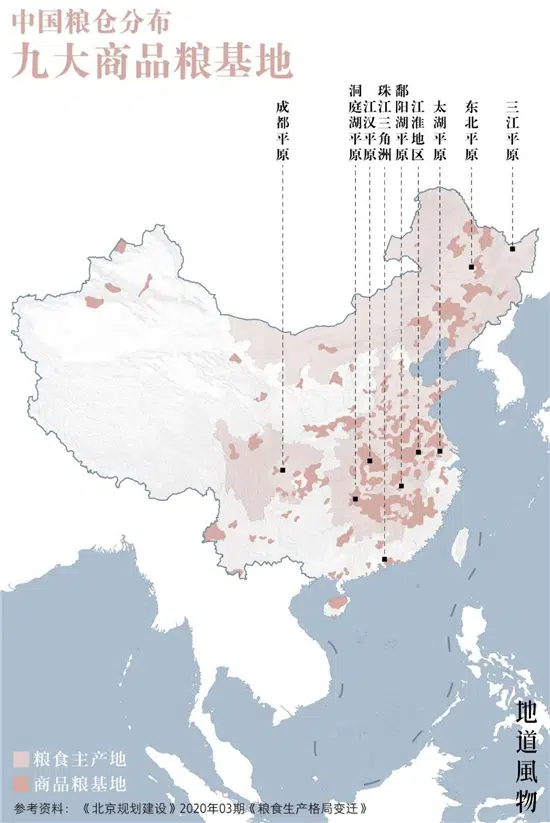 中国粮仓分布
九大商品粮基地
成都平原
洞庭湖平原
江汉平原
珠江三角洲
鄱阳湖平原
江淮地区
太湖平原
东北平原
三江平原
地道風物
粮食主产地
商品粮基地
参考资料：《北京规划建设》2020年03期《粮食生产格局变迁》